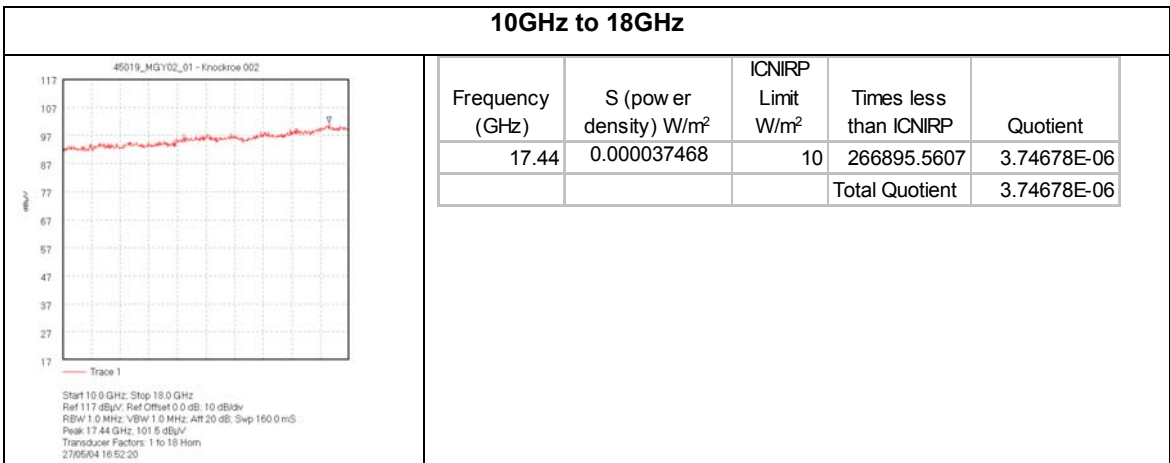 10GHz to 18GHz
45019_MGY02_01 - Knockroe 002
117
107
97
87
77
67
57
47
37
27
17
dBµV
Trace 1
Start 10.0 GHz; Stop 18.0 GHz
Ref 117 dBµV; Ref Offset 0.0 dB; 10 dB/div
RBW 1.0 MHz; VBW 1.0 MHz; Att 20 dB; Swp 160.0 mS
Peak 17.44 GHz, 101.5 dBµV
Transducer Factors: 1 to 18 Horn
27/05/04 16:52:20
Frequency (GHz) S (pow er density) W/m² ICNIRP Limit W/m² Times less than ICNIRP Quotient
17.44 0.000037468 10 266895.5607 3.74678E-06
Total Quotient 3.74678E-06